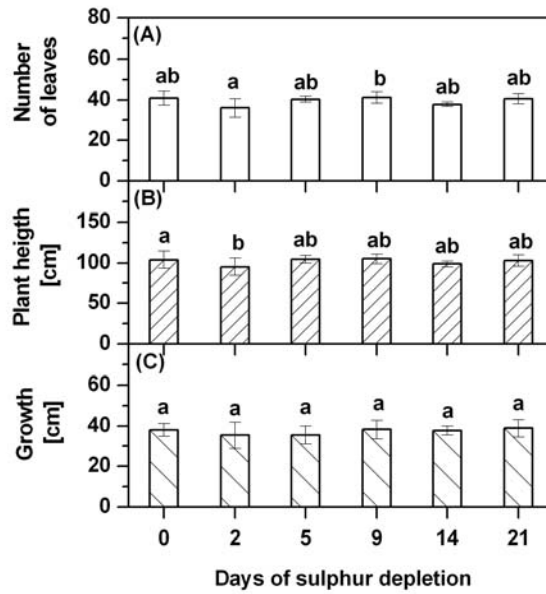 80
(A)
Number
of leaves
60
40
20
0
ab
a
ab
b
ab
ab
(B)
Plant heigth
[cm]
150
100
50
0
a
b
ab
ab
ab
ab
(C)
Growth
[cm]
60
40
20
0
a
a
a
a
a
a
0 2 5 9 14 21
Days of sulphur depletion